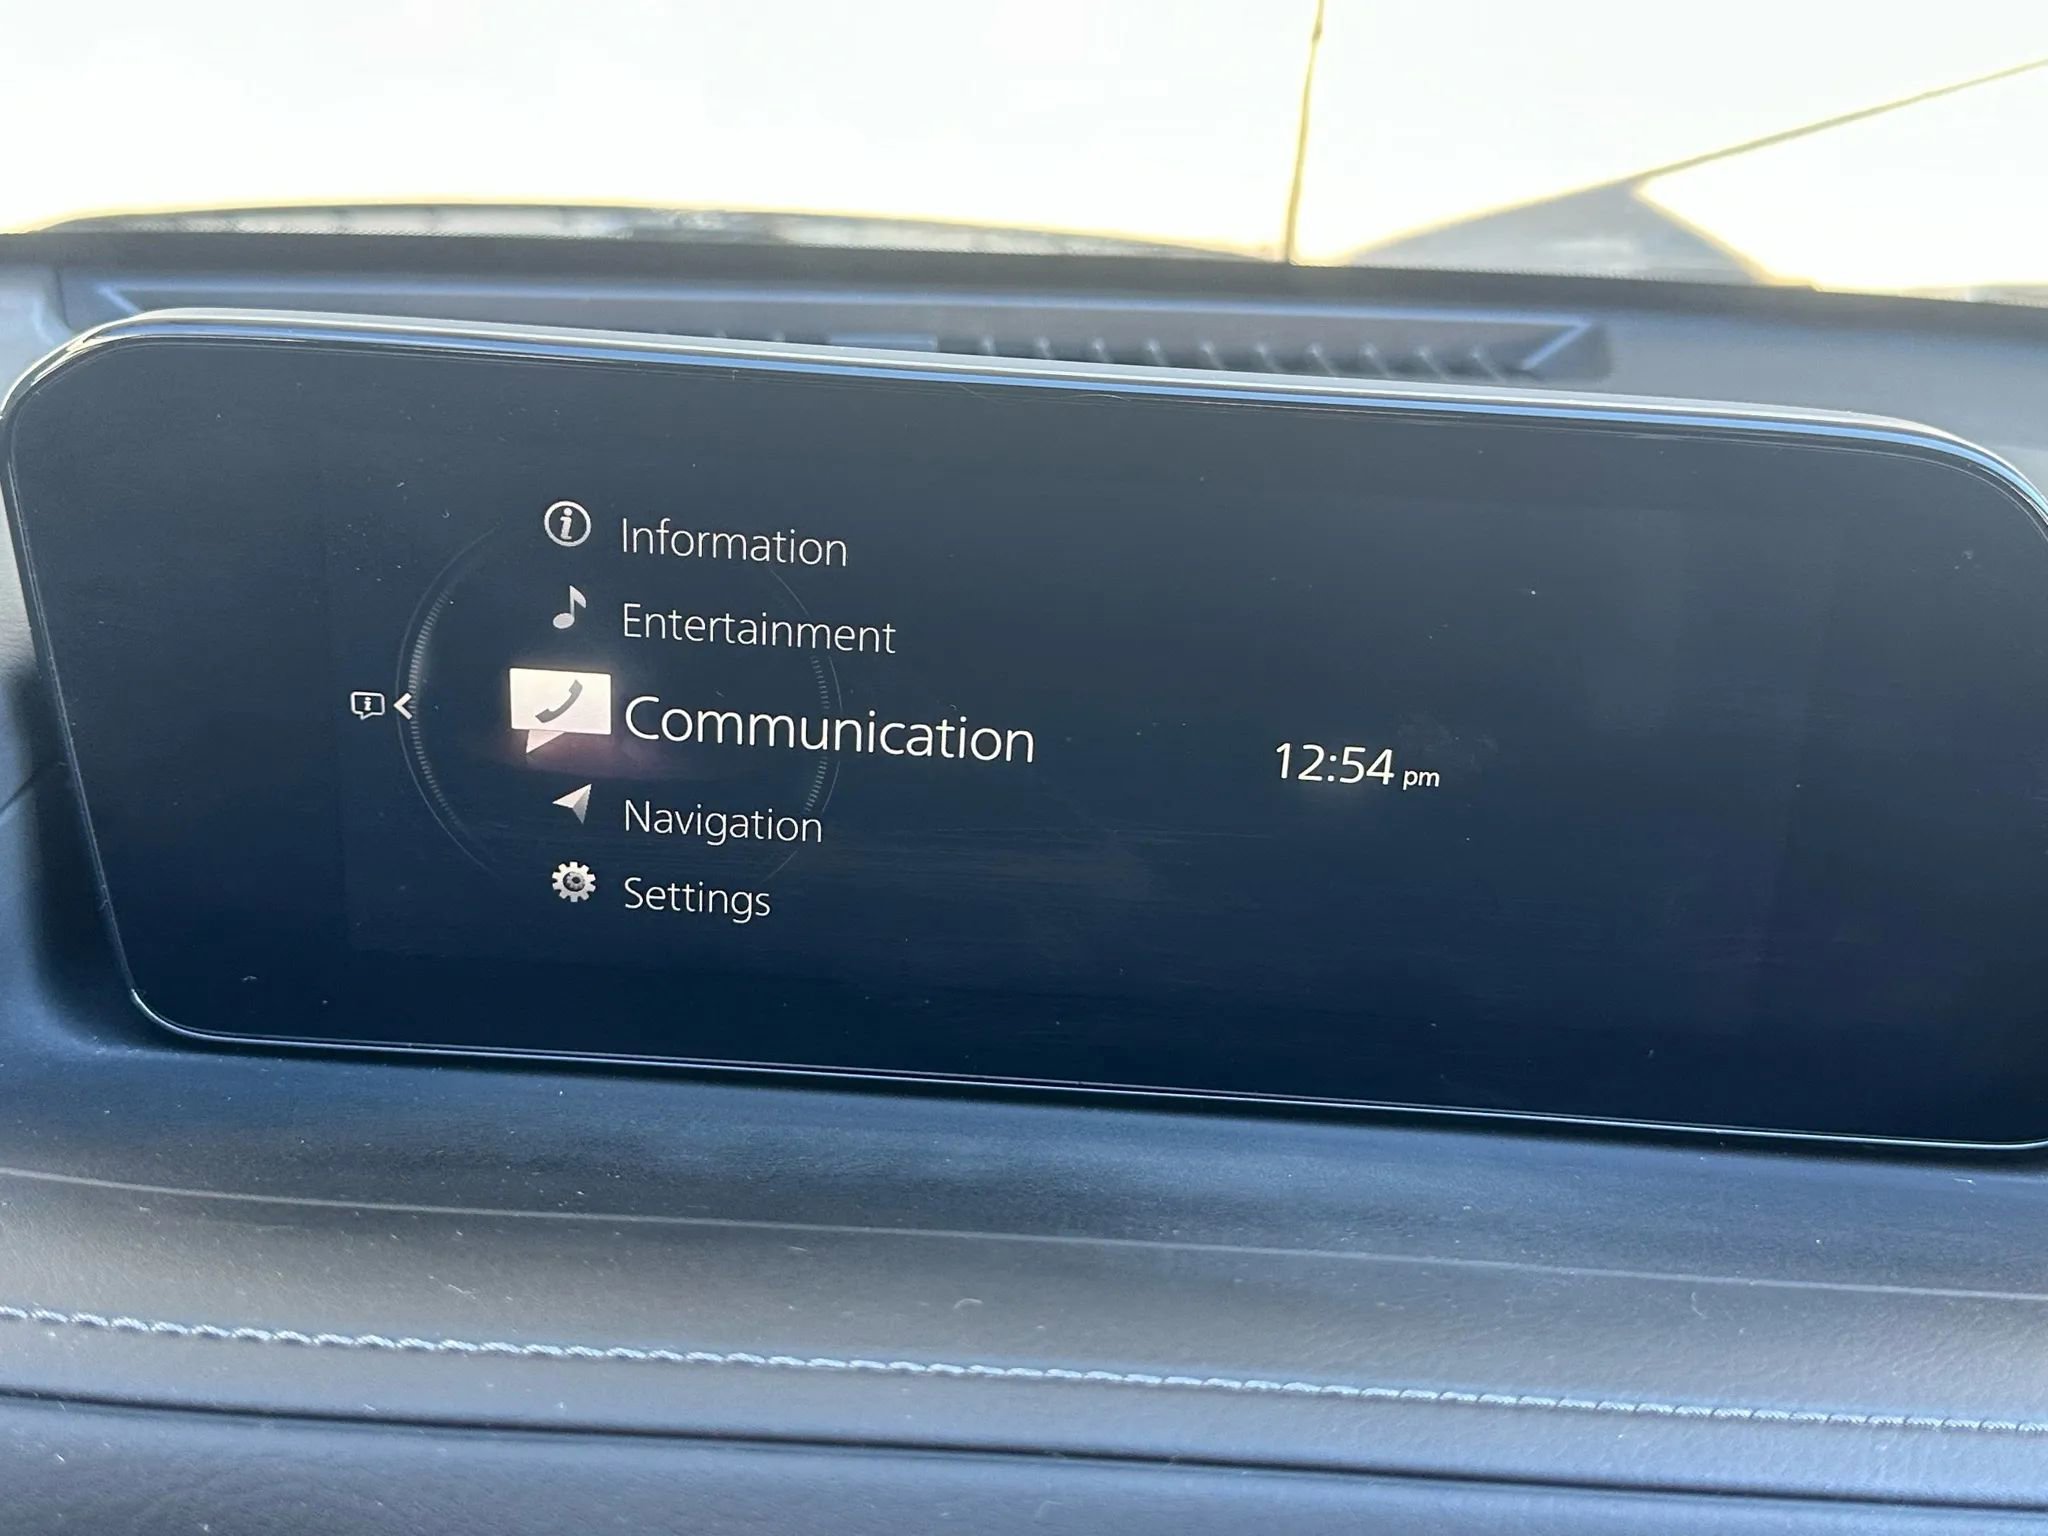 Information
Entertainment
Communication
12:54 pm
Navigation
Settings